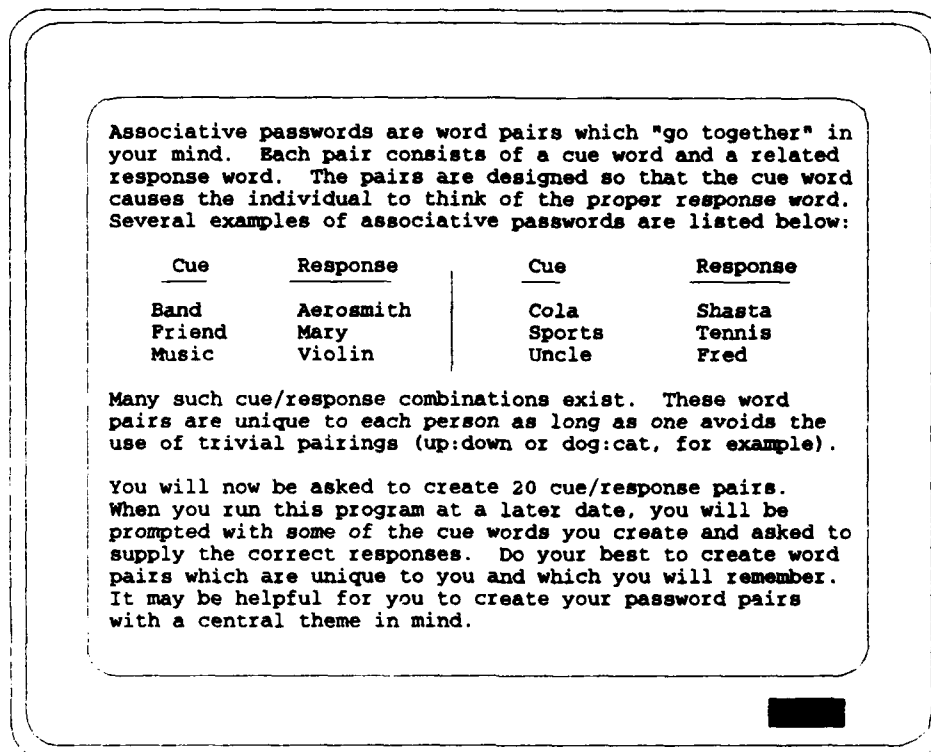 Associative passwords are word pairs which "go together" in
your mind. Each pair consists of a cue word and a related
response word. The pairs are designed so that the cue word
causes the individual to think of the proper response word.
Several examples of associative passwords are listed below:
Cue Response Cue Response
Band Aerosmith Cola Shasta
Friend Mary Sports Tennis
Music Violin Uncle Fred
Many such cue/response combinations exist. These word
pairs are unique to each person as long as one avoids the
use of trivial pairings (up:down or dog:cat, for example).
You will now be asked to create 20 cue/response pairs.
When you run this program at a later date, you will be
prompted with some of the cue words you create and asked to
supply the correct responses. Do your best to create word
pairs which are unique to you and which you will remember.
It may be helpful for you to create your password pairs
with a central theme in mind.